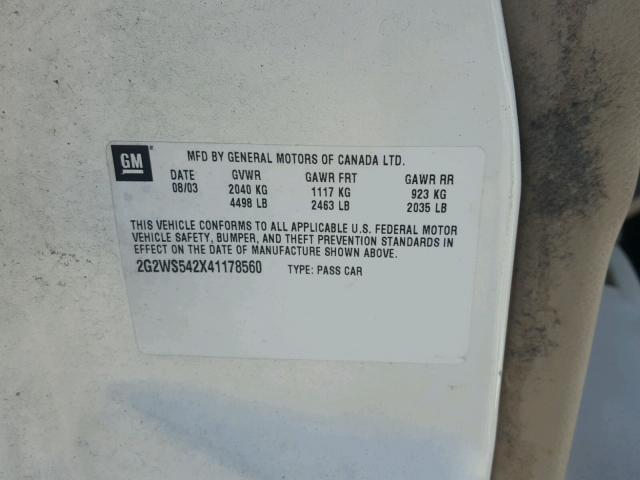 GM
MFD BY GENERAL MOTORS OF CANADA LTD.
DATE GVWR GAWR FRT GAWR RR
08/03 2040 KG 1117 KG 923 KG
4498 LB 2463 LB 2035 LB
THIS VEHICLE CONFORMS TO ALL APPLICABLE U.S. FEDERAL MOTOR
VEHICLE SAFETY, BUMPER, AND THEFT PREVENTION STANDARDS IN
EFFECT ON THE DATE OF MANUFACTURE SHOWN ABOVE.
2G2WS542X41178560 TYPE: PASS CAR